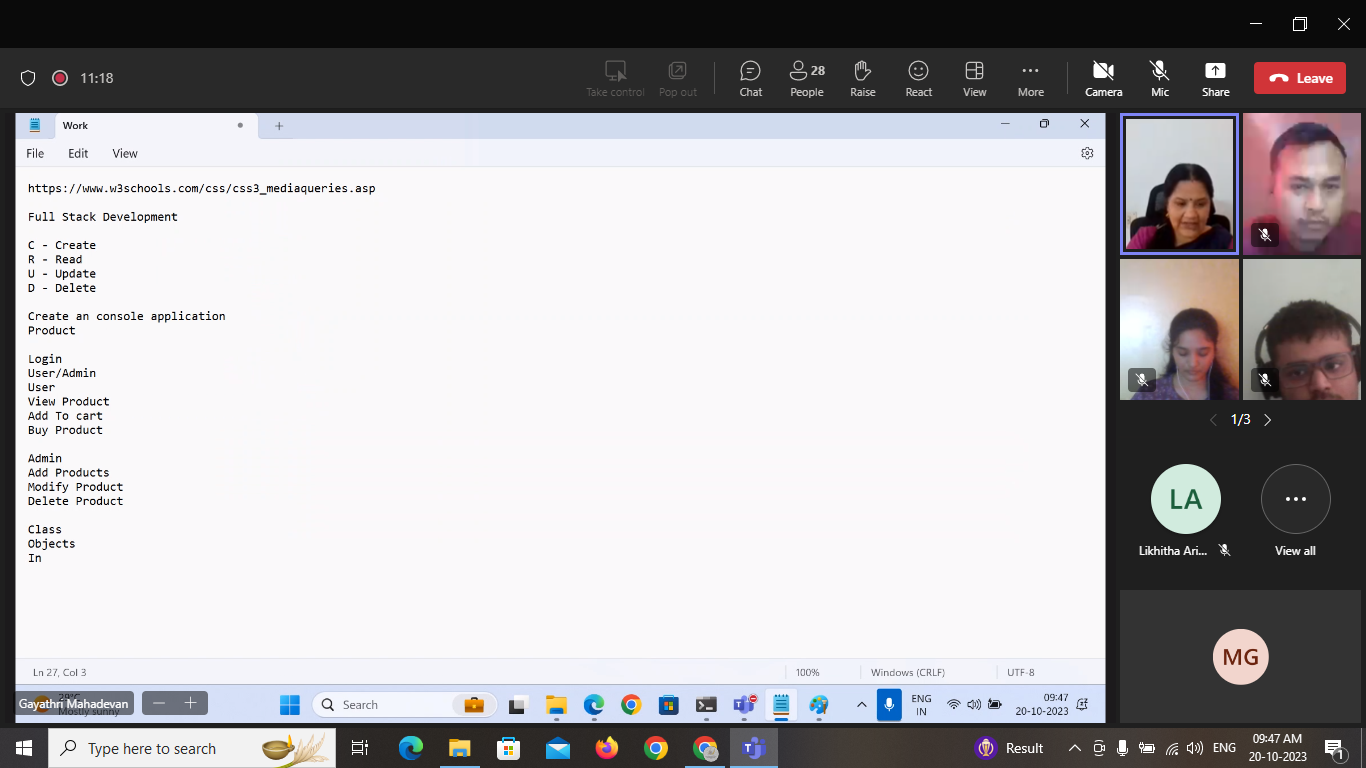 11:18
Take control
Pop out
Chat
28
People
Raise
React
View
More
Camera
Mic
Share
Leave
Work
File Edit View
https://www.w3schools.com/css/css3_mediaqueries.asp
Full Stack Development
C - Create
R - Read
U - Update
D - Delete
Create an console application
Product
Login
User/Admin
User
View Product
Add To cart
Buy Product
Admin
Add Products
Modify Product
Delete Product
Class
Objects
In
Ln 27, Col 3
100%
Windows (CRLF)
UTF-8
1/3
LA
Likhitha Ari...
View all
MG
Gayathri Mahadevan
Mostly sunny
Search
ENG
IN
09:47
20-10-2023
Type here to search
Result
ENG
09:47 AM
20-10-2023
1